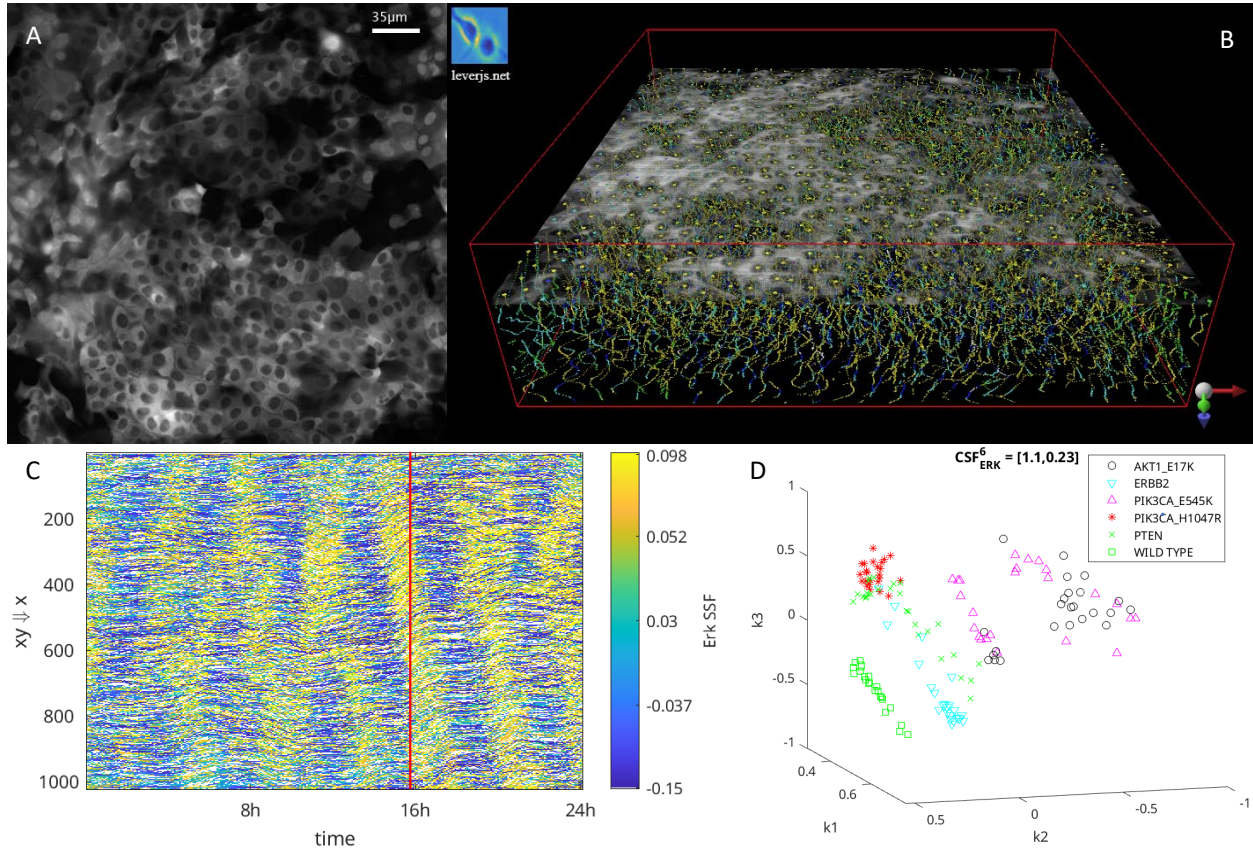 A
35μm
leverjs.net
B
C
200
400
600
800
1000
xy ⇓ x
8h
16h
24h
time
0.098
0.052
0.03
-0.037
-0.15
Erk SSF
D
CSF⁶ERK = [1.1,0.23]
AKT1_E17K
ERBB2
PIK3CA_E545K
PIK3CA_H1047R
PTEN
WILD TYPE
1
0.5
0
-0.5
-1
k3
0.4
0.6
k1
0.5
0
-0.5
-1
k2